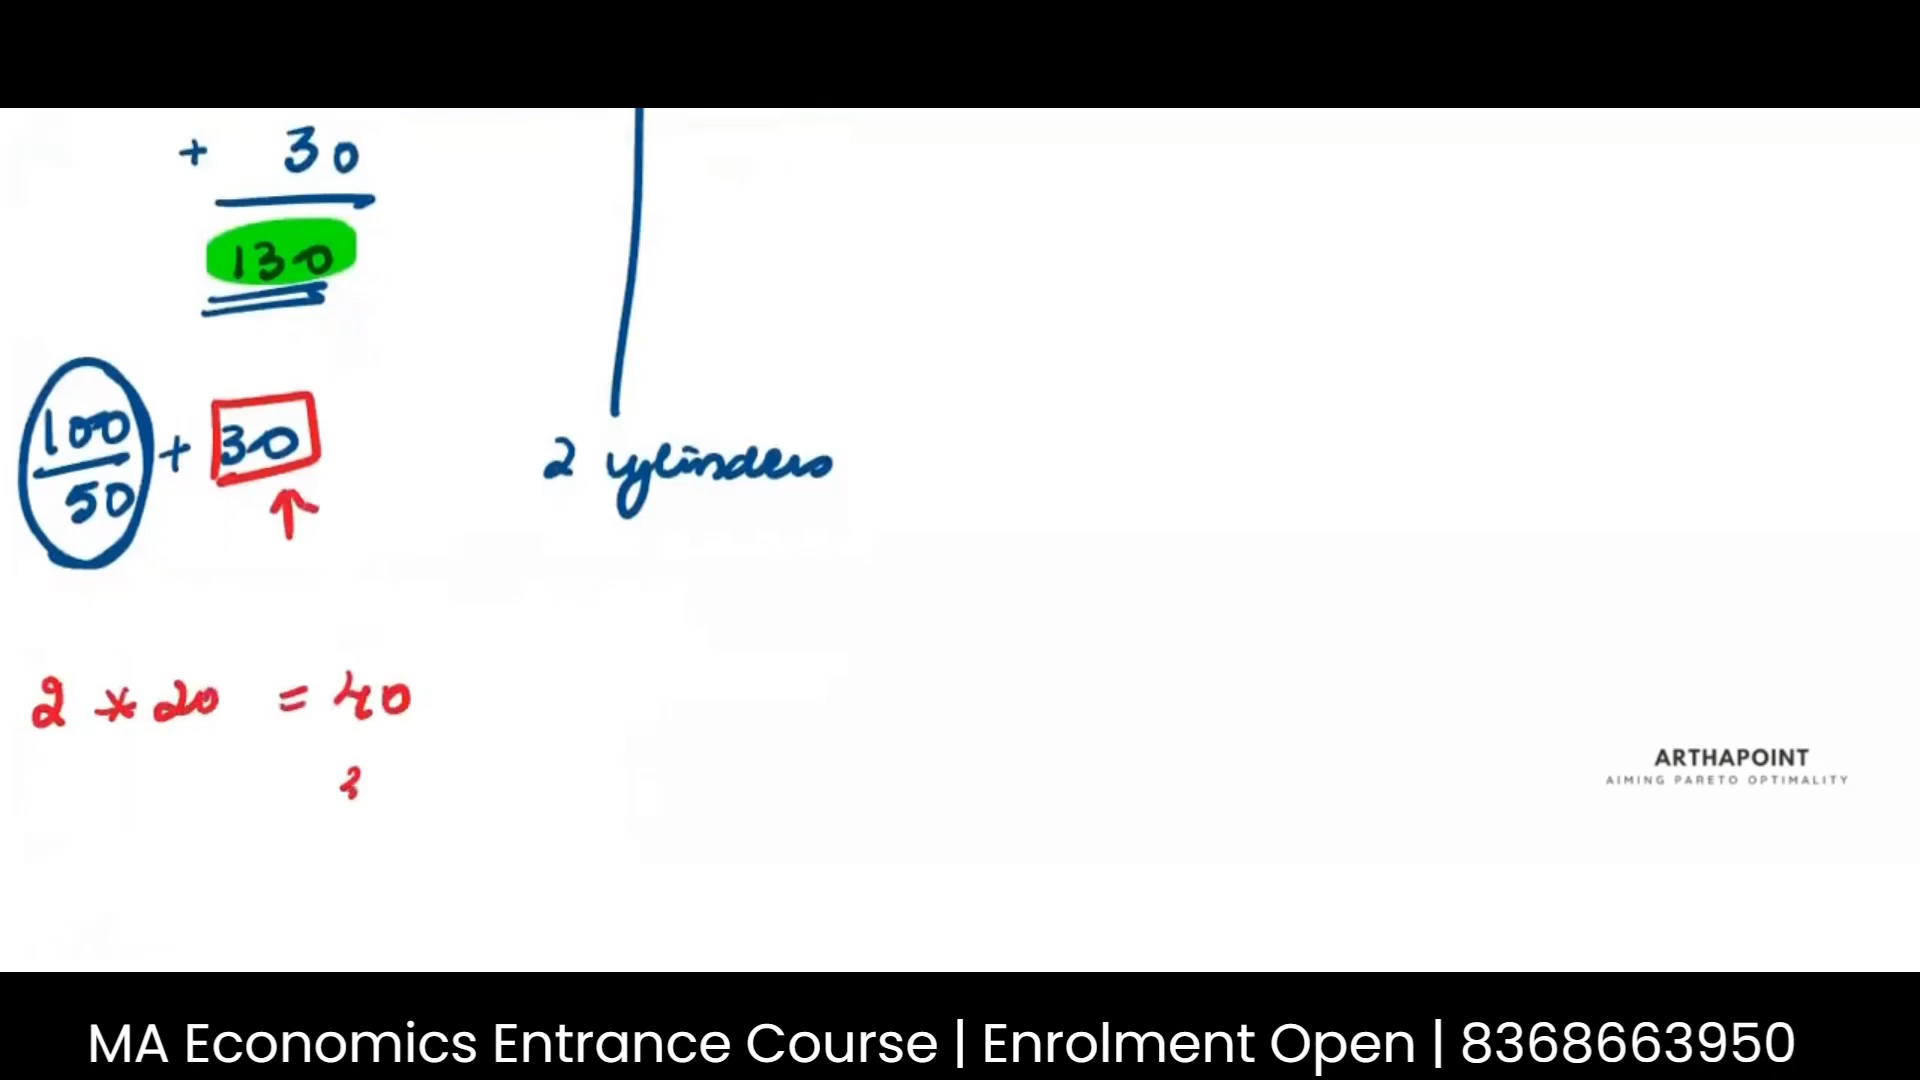 + 30
130
100
50
+ 30
2 cylinders
2 * 20 = 40
ARTHAPOINT
AIMING PARETO OPTIMALITY
MA Economics Entrance Course | Enrolment Open | 8368663950